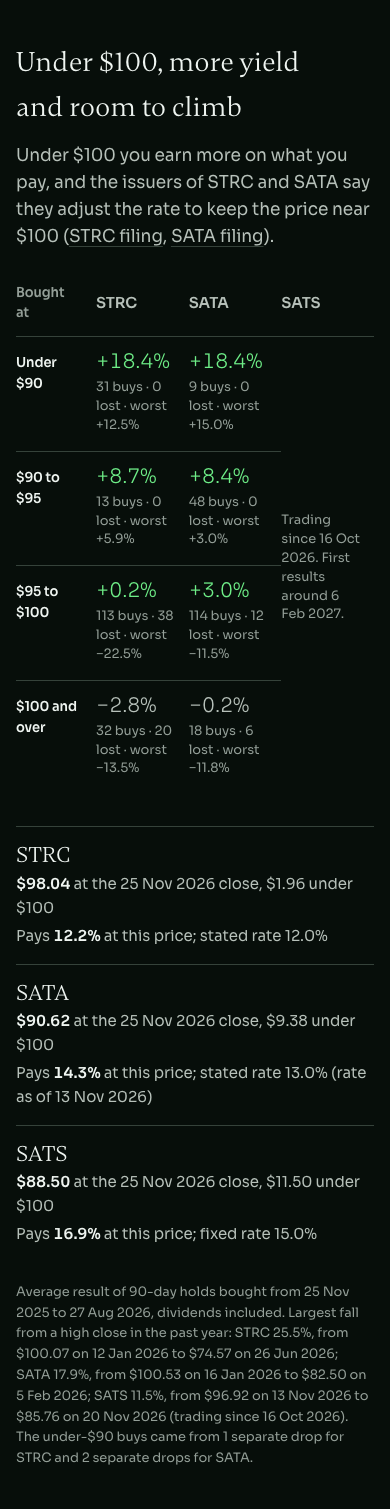 Under $100, more yield
and room to climb
Under $100 you earn more on what you
pay, and the issuers of STRC and SATA say
they adjust the rate to keep the price near
$100 (STRC filing, SATA filing).
Bought
at
STRC
SATA
SATS
Under
$90
+18.4%
31 buys · 0
lost · worst
+12.5%
+18.4%
9 buys · 0
lost · worst
+15.0%
$90 to
$95
+8.7%
13 buys · 0
lost · worst
+5.9%
+8.4%
48 buys · 0
lost · worst
+3.0%
Trading
since 16 Oct
2026. First
results
around 6
Feb 2027.
$95 to
$100
+0.2%
113 buys · 38
lost · worst
−22.5%
+3.0%
114 buys · 12
lost · worst
−11.5%
$100 and
over
−2.8%
32 buys · 20
lost · worst
−13.5%
−0.2%
18 buys · 6
lost · worst
−11.8%
STRC
$98.04 at the 25 Nov 2026 close, $1.96 under
$100
Pays 12.2% at this price; stated rate 12.0%
SATA
$90.62 at the 25 Nov 2026 close, $9.38 under
$100
Pays 14.3% at this price; stated rate 13.0% (rate
as of 13 Nov 2026)
SATS
$88.50 at the 25 Nov 2026 close, $11.50 under
$100
Pays 16.9% at this price; fixed rate 15.0%
Average result of 90-day holds bought from 25 Nov
2025 to 27 Aug 2026, dividends included. Largest fall
from a high close in the past year: STRC 25.5%, from
$100.07 on 12 Jan 2026 to $74.57 on 26 Jun 2026;
SATA 17.9%, from $100.53 on 16 Jan 2026 to $82.50 on
5 Feb 2026; SATS 11.5%, from $96.92 on 13 Nov 2026 to
$85.76 on 20 Nov 2026 (trading since 16 Oct 2026).
The under-$90 buys came from 1 separate drop for
STRC and 2 separate drops for SATA.